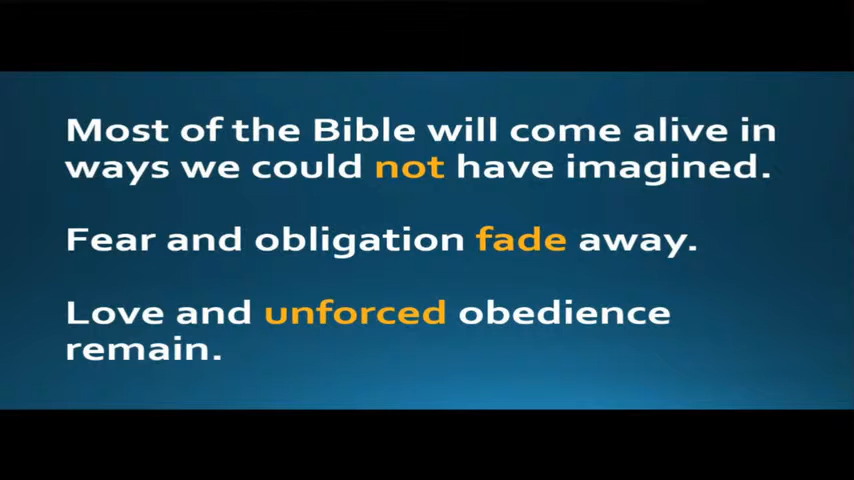 Most of the Bible will come alive in
ways we could not have imagined.
Fear and obligation fade away.
Love and unforced obedience
remain.